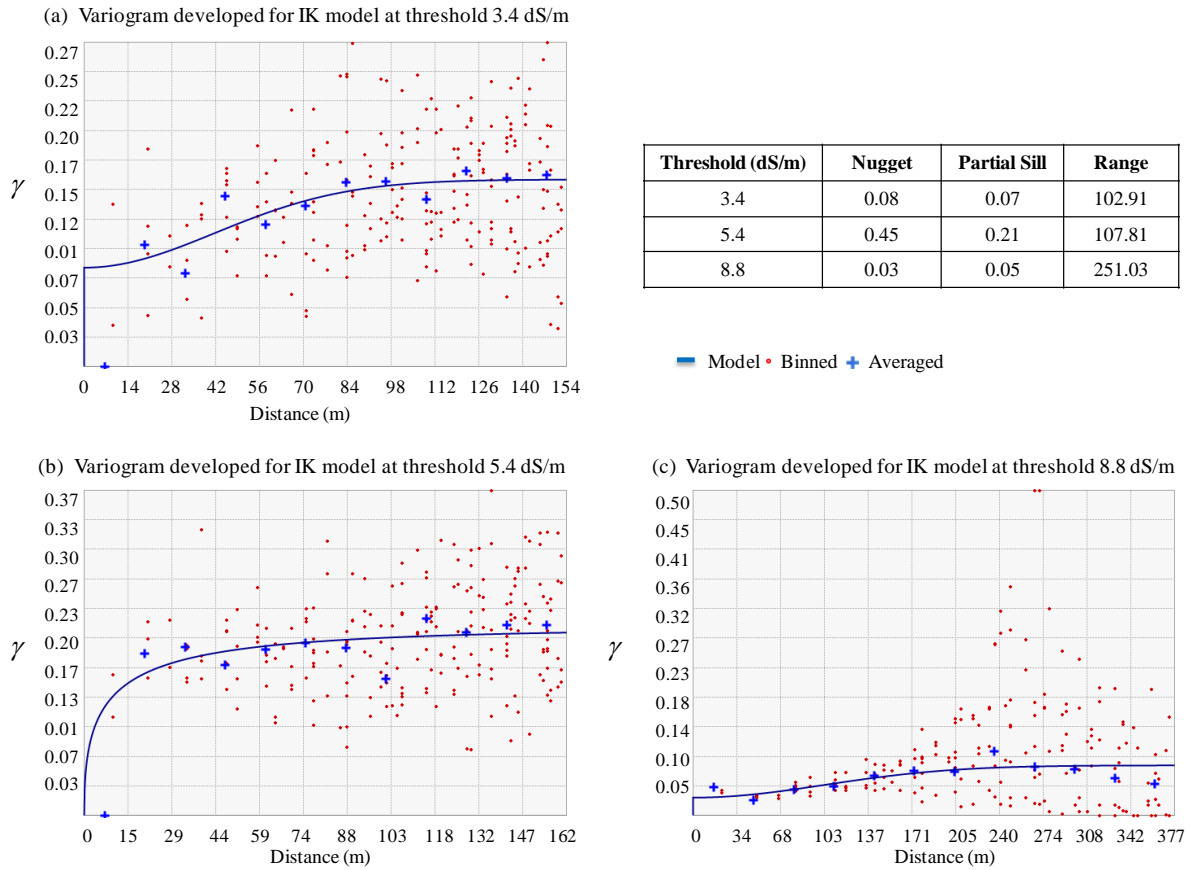 (a) Variogram developed for IK model at threshold 3.4 dS/m
0.27
0.25
0.22
0.20
0.17
0.15
0.12
0.01
0.07
0.05
0.03
γ
0 14 28 42 56 70 84 98 112 126 140 154
Distance (m)
Threshold (dS/m) Nugget Partial Sill Range
3.4 0.08 0.07 102.91
5.4 0.45 0.21 107.81
8.8 0.03 0.05 251.03
Model Binned Averaged
(b) Variogram developed for IK model at threshold 5.4 dS/m
0.37
0.33
0.30
0.27
0.23
0.20
0.17
0.13
0.01
0.07
0.03
γ
0 15 29 44 59 74 88 103 115 132 147 162
Distance (m)
(c) Variogram developed for IK model at threshold 8.8 dS/m
0.50
0.45
0.41
0.36
0.32
0.27
0.23
0.18
0.14
0.10
0.05
γ
0 34 68 103 137 171 205 240 274 308 342 377
Distance (m)